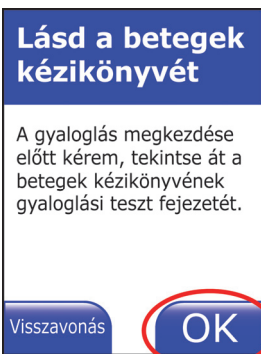 Lásd a betegek
kézikönyvét
A gyaloglás megkezdése
előtt kérem, tekintse át a
betegek kézikönyvének
gyaloglási teszt fejezetét.
Visszavonás
OK